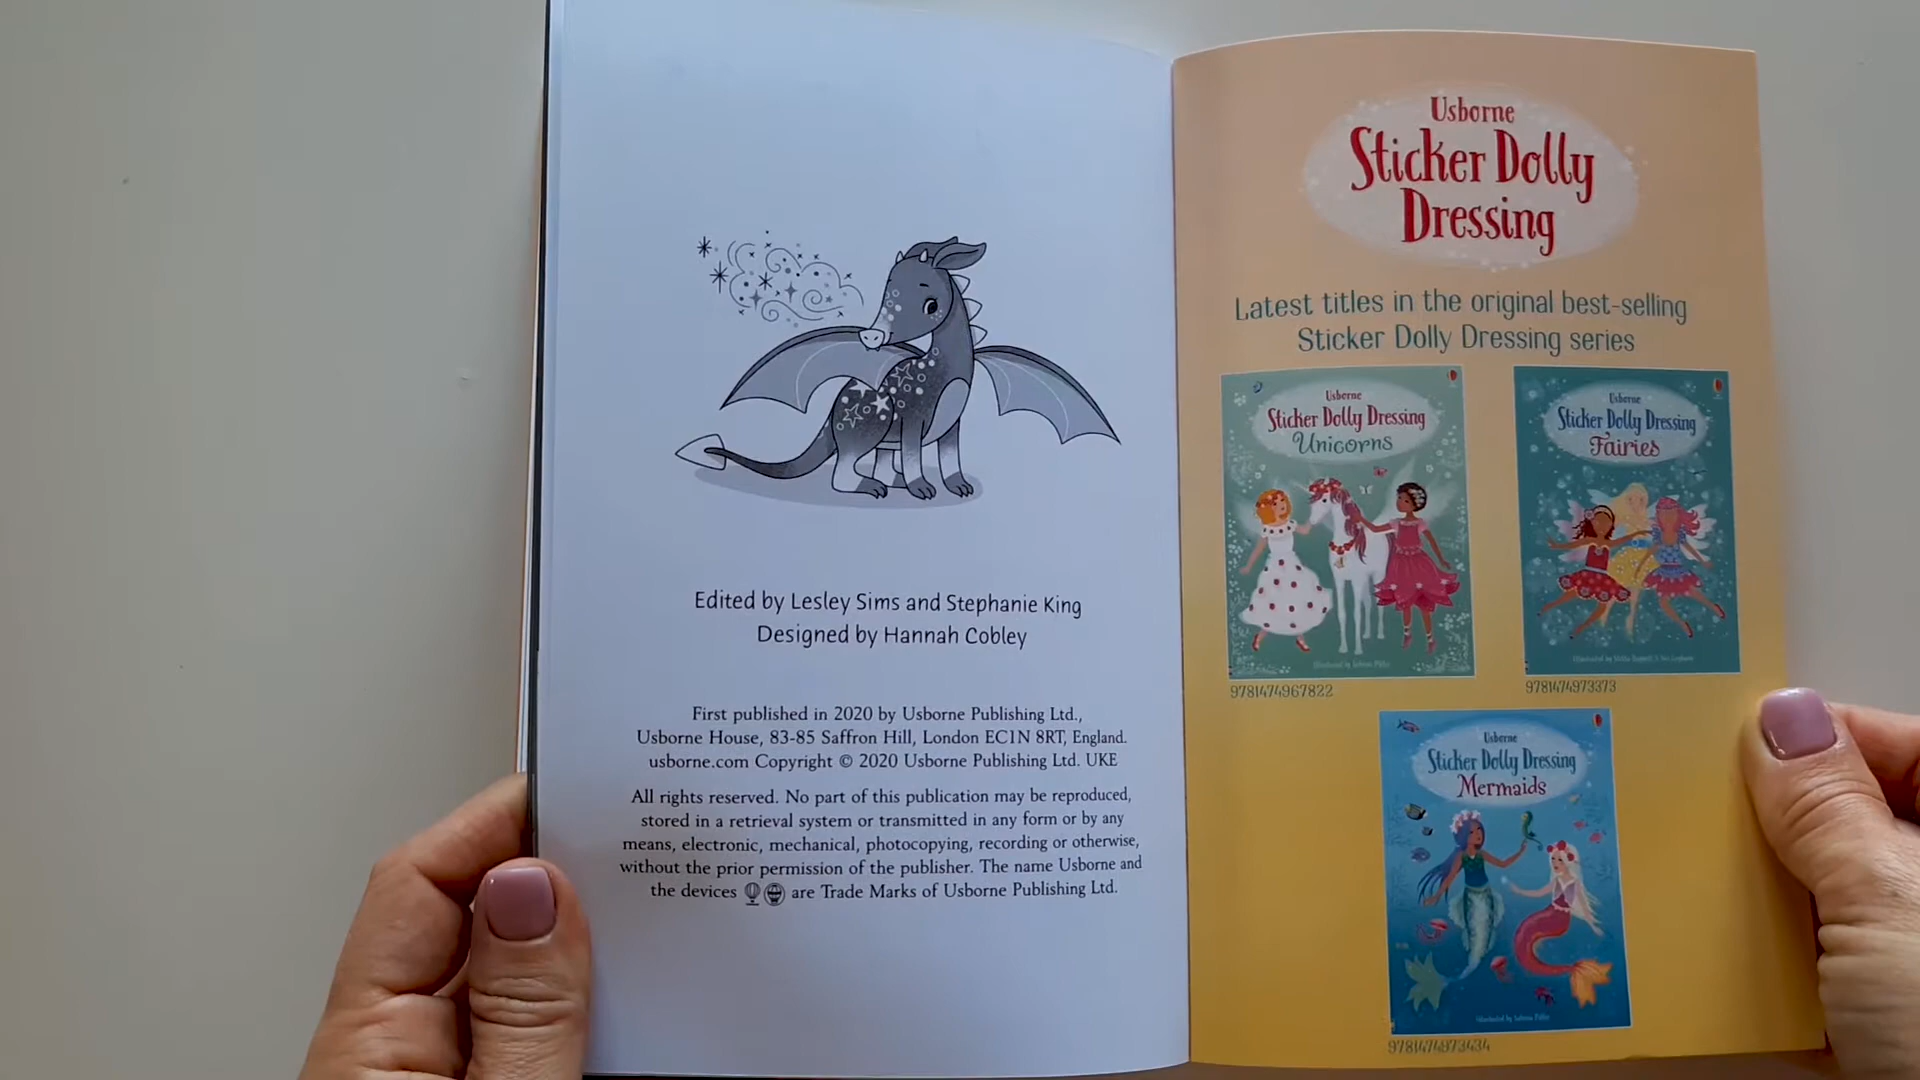 Edited by Lesley Sims and Stephanie King
Designed by Hannah Cobley
First published in 2020 by Usborne Publishing Ltd.,
Usborne House, 83-85 Saffron Hill, London EC1N 8RT, England.
usborne.com Copyright © 2020 Usborne Publishing Ltd. UKE
All rights reserved. No part of this publication may be reproduced,
stored in a retrieval system or transmitted in any form or by any
means, electronic, mechanical, photocopying, recording or otherwise,
without the prior permission of the publisher. The name Usborne and
the devices are Trade Marks of Usborne Publishing Ltd.
Usborne
Sticker Dolly
Dressing
Latest titles in the original best-selling
Sticker Dolly Dressing series
Usborne
Sticker Dolly Dressing
Unicorns
Illustrated by
9781474967822
Usborne
Sticker Dolly Dressing
Fairies
Illustrated by
9781474973373
Usborne
Sticker Dolly Dressing
Mermaids
Illustrated by
9781474973434